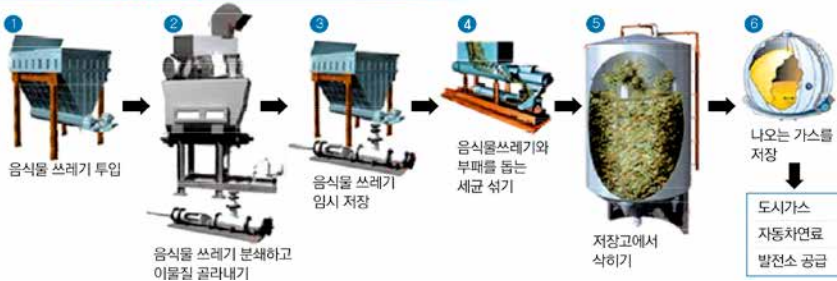 1
음식물 쓰레기 투입
2
음식물 쓰레기 분쇄하고
이물질 골라내기
3
음식물 쓰레기
임시 저장
4
음식물쓰레기와
부패를 돕는
세균 섞기
5
저장고에서
삭히기
6
나오는 가스를
저장
도시가스
자동차연료
발전소 공급